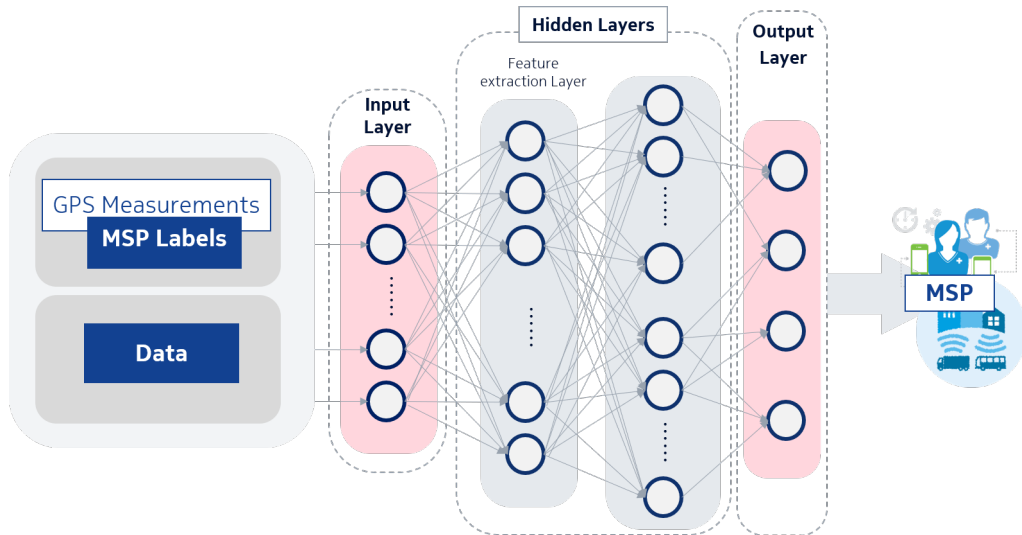 Hidden Layers
Output
Layer
Feature
extraction Layer
Input
Layer
GPS Measurements
MSP Labels
Data
MSP